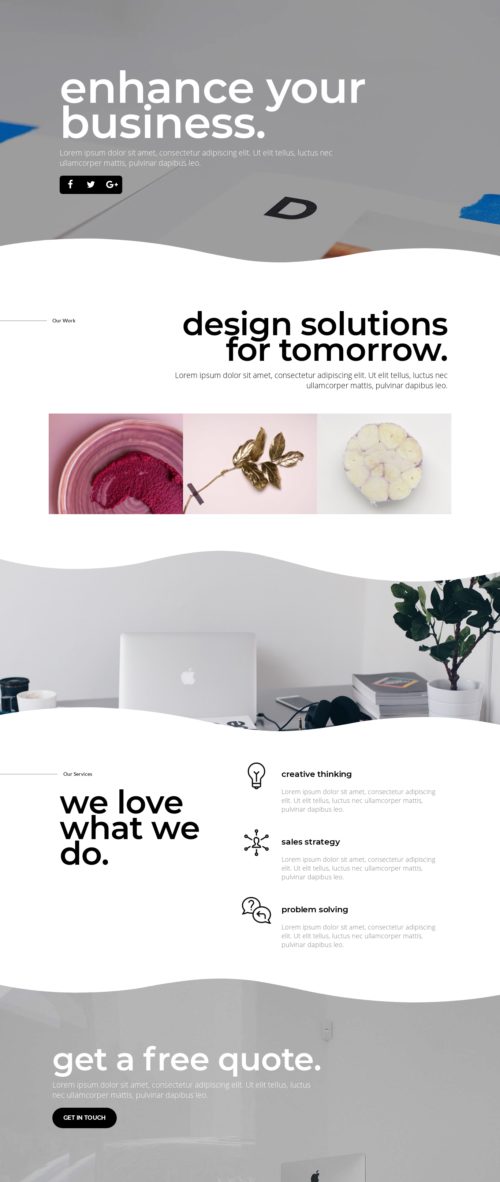 enhance your
business.
Lorem ipsum dolor sit amet, consectetur adipiscing elit. Ut elit tellus, luctus nec
ullamcorper mattis, pulvinar dapibus leo.
f G+
D
Our Work
design solutions
for tomorrow.
Lorem ipsum dolor sit amet, consectetur adipiscing elit. Ut elit tellus, luctus nec
ullamcorper mattis, pulvinar dapibus leo.
Our Services
we love
what we
do.
creative thinking
Lorem ipsum dolor sit amet, consectetur adipiscing
elit. Ut elit tellus, luctus nec ullamcorper mattis,
pulvinar dapibus leo.
sales strategy
Lorem ipsum dolor sit amet, consectetur adipiscing
elit. Ut elit tellus, luctus nec ullamcorper mattis,
pulvinar dapibus leo.
problem solving
Lorem ipsum dolor sit amet, consectetur adipiscing
elit. Ut elit tellus, luctus nec ullamcorper mattis,
pulvinar dapibus leo.
get a free quote.
Lorem ipsum dolor sit amet, consectetur adipiscing elit. Ut elit tellus, luctus
nec ullamcorper mattis, pulvinar dapibus leo.
GET IN TOUCH